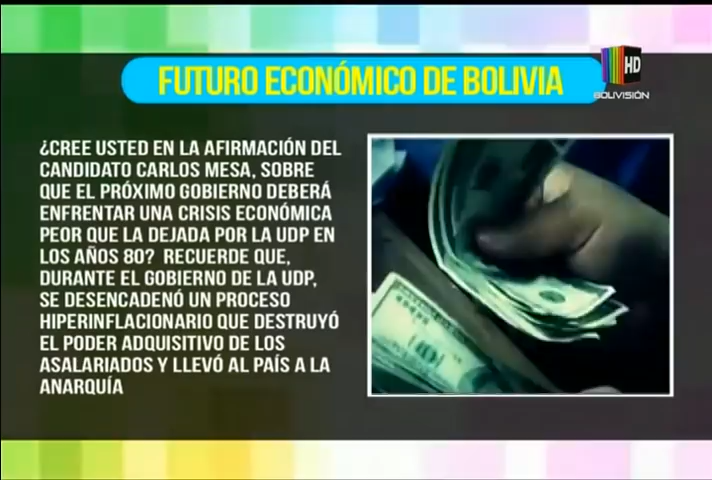 FUTURO ECONÓMICO DE BOLIVIA
HD
BOLIVISIÓN
¿CREE USTED EN LA AFIRMACIÓN DEL
CANDIDATO CARLOS MESA, SOBRE
QUE EL PRÓXIMO GOBIERNO DEBERÁ
ENFRENTAR UNA CRISIS ECONÓMICA
PEOR QUE LA DEJADA POR LA UDP EN
LOS AÑOS 80? RECUERDE QUE,
DURANTE EL GOBIERNO DE LA UDP,
SE DESENCADENÓ UN PROCESO
HIPERINFLACIONARIO QUE DESTRUYÓ
EL PODER ADQUISITIVO DE LOS
ASALARIADOS Y LLEVÓ AL PAÍS A LA
ANARQUÍA